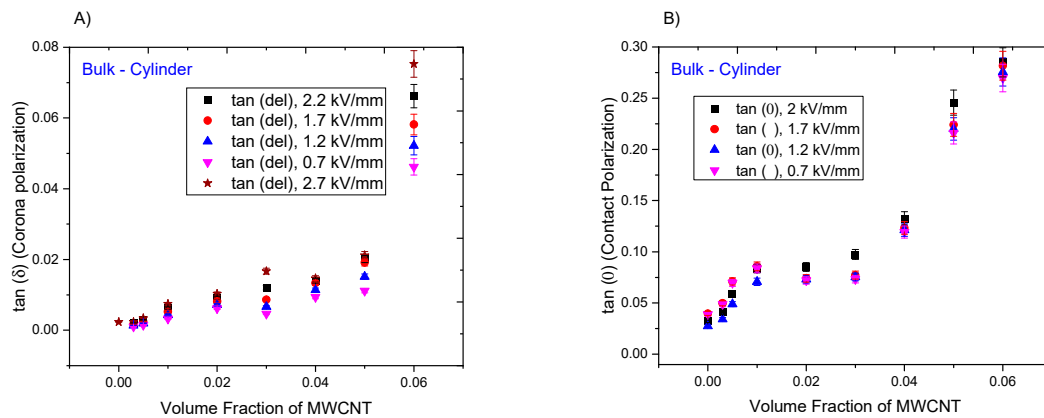 A)
0.08
0.06
0.04
0.02
0.00
0.00
0.02
0.04
0.06
tan (δ) (Corona polarization)
Volume Fraction of MWCNT
Bulk - Cylinder
tan (del), 2.2 kV/mm
tan (del), 1.7 kV/mm
tan (del), 1.2 kV/mm
tan (del), 0.7 kV/mm
tan (del), 2.7 kV/mm
B)
0.30
0.25
0.20
0.15
0.10
0.05
0.00
0.00
0.02
0.04
0.06
tan (0) (Contact Polarization)
Volume Fraction of MWCNT
Bulk - Cylinder
tan (0), 2 kV/mm
tan ( ), 1.7 kV/mm
tan (0), 1.2 kV/mm
tan ( ), 0.7 kV/mm